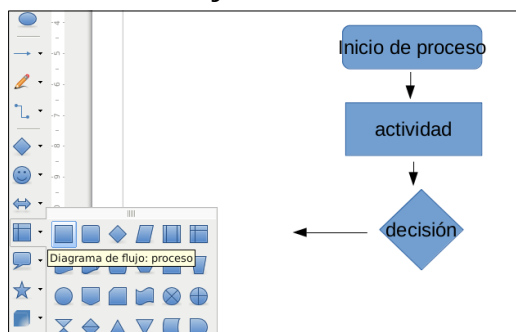 Inicio de proceso
actividad
decisión
Diagrama de flujo: proceso